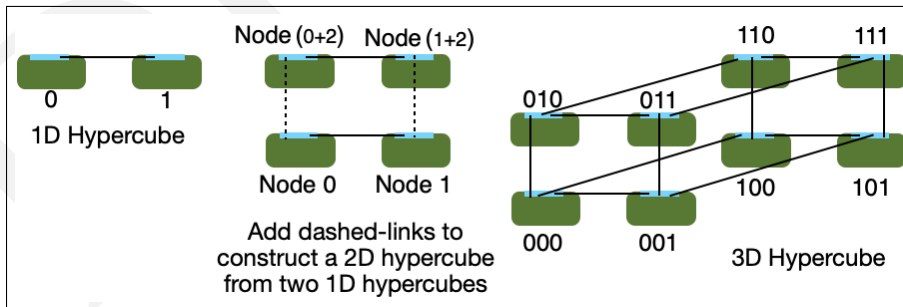 0
1
1D Hypercube
Node (0+2)
Node (1+2)
Node 0
Node 1
Add dashed-links to
construct a 2D hypercube
from two 1D hypercubes
110
111
010
011
100
101
000
001
3D Hypercube